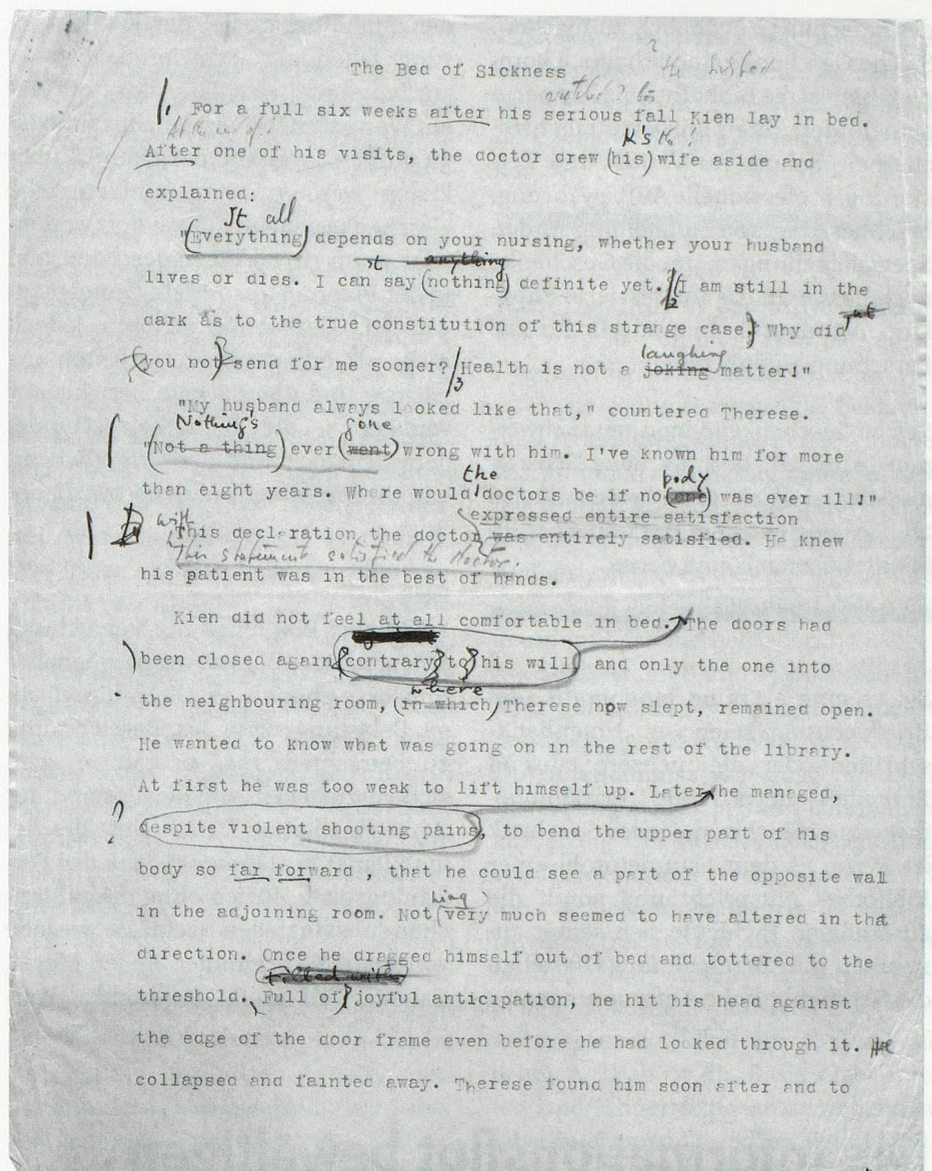 The Bed of Sickness
?
the
? his
For a full six weeks after his serious fall Kien lay in bed.
At the end of
K's
After one of his visits, the doctor drew (his) wife aside and
explained:
It all
"(Everything) depends on your nursing, whether your husband
it anything
lives or dies. I can say (nothing) definite yet. I am still in the
2
dark as to the true constitution of this strange case. Why did
laughing
you not send for me sooner? Health is not a joking matter!"
3
"My husband always looked like that," countered Therese.
Nothing's gone
"(Not a thing) ever (went) wrong with him. I've known him for more
the body
than eight years. Where would doctors be if no (one) was ever ill!"
expressed entire satisfaction
with
This declaration the doctor was entirely satisfied. He knew
This statement satisfied the doctor.
his patient was in the best of hands.
Kien did not feel at all comfortable in bed. The doors had
been closed again contrary to his will, and only the one into
where
the neighbouring room, (in which) Therese now slept, remained open.
He wanted to know what was going on in the rest of the library.
At first he was too weak to lift himself up. Later he managed,
? despite violent shooting pains, to bend the upper part of his
body so far forward , that he could see a part of the opposite wall
hing
in the adjoining room. Not (very much seemed to have altered in that
direction. Once he dragged himself out of bed and tottered to the
Filled with
threshold. Full of joyful anticipation, he hit his head against
the edge of the door frame even before he had looked through it. He
collapsed and fainted away. Therese found him soon after and to